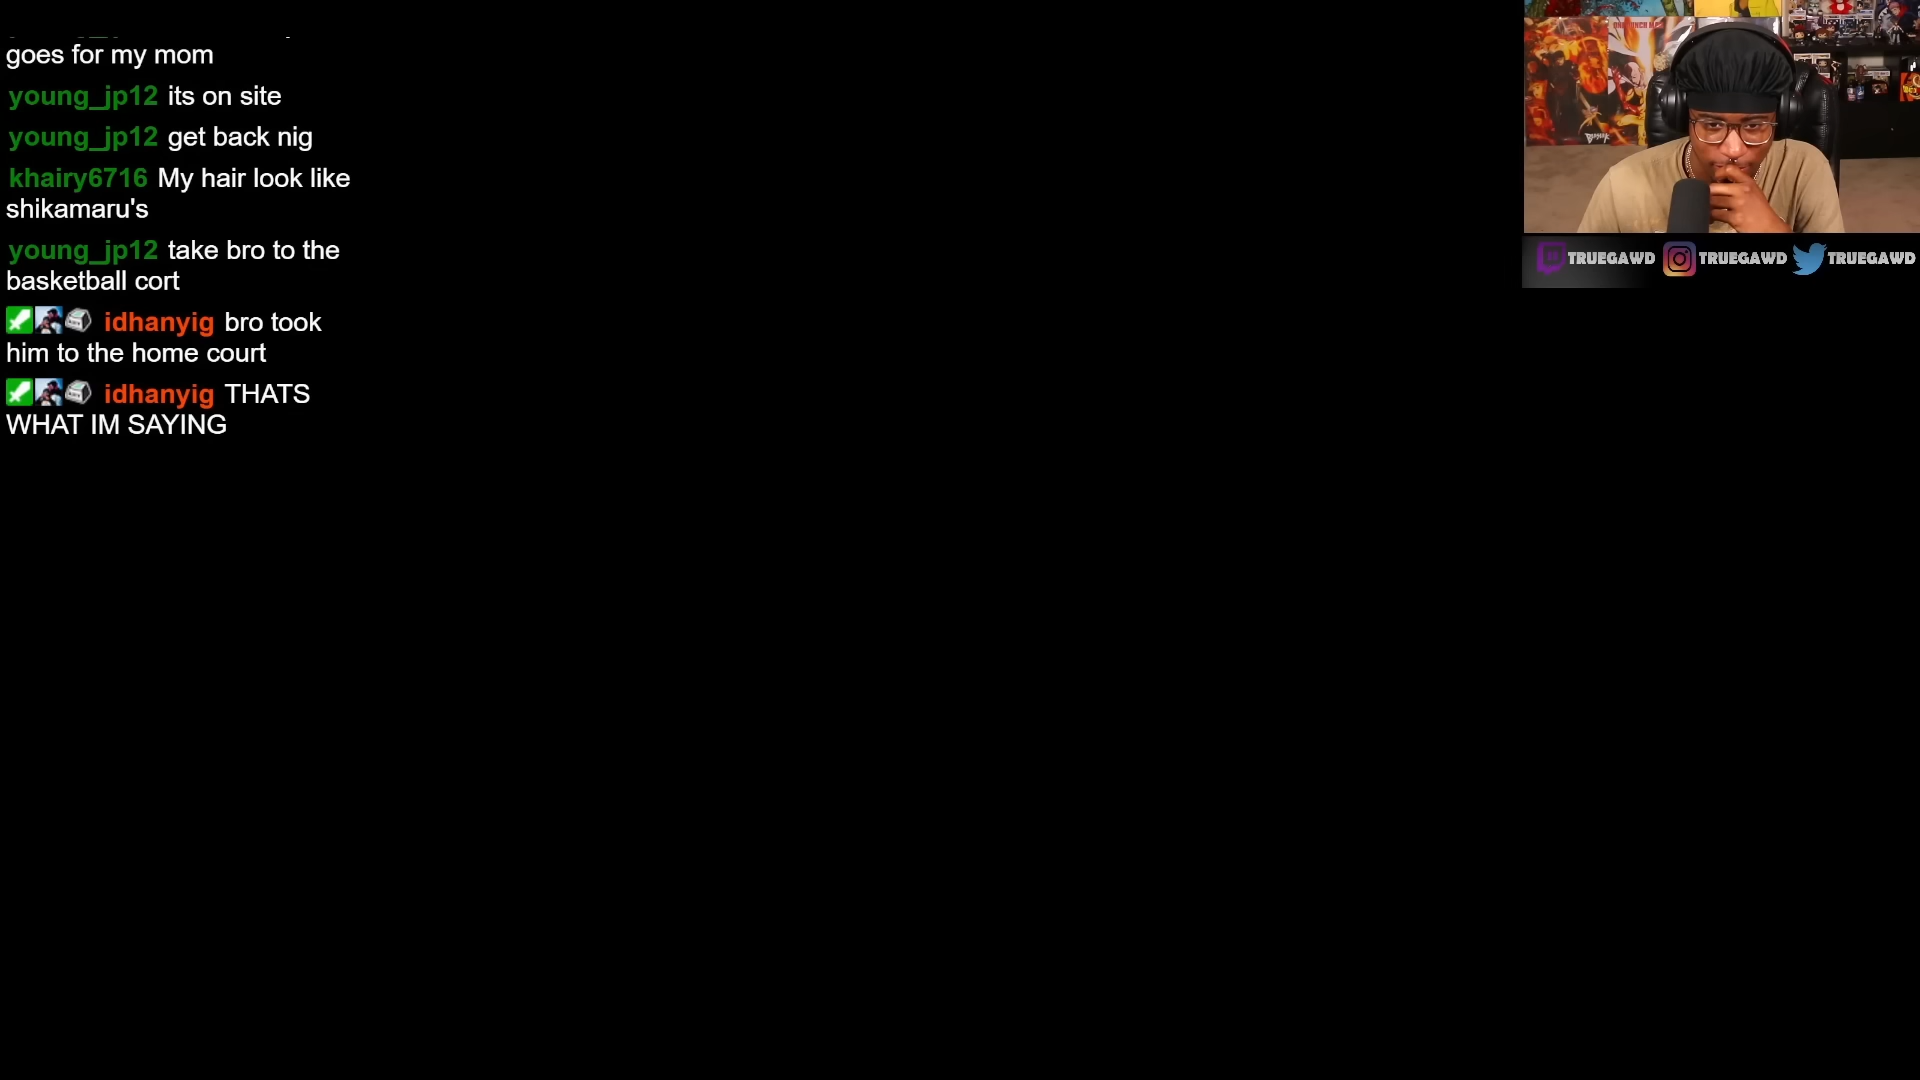 goes for my mom
young_jp12 its on site
young_jp12 get back nig
khairy6716 My hair look like
shikamaru's
young_jp12 take bro to the
basketball cort
idhanyig bro took
him to the home court
idhanyig THATS
WHAT IM SAYING
TRUEGAWD TRUEGAWD TRUEGAWD